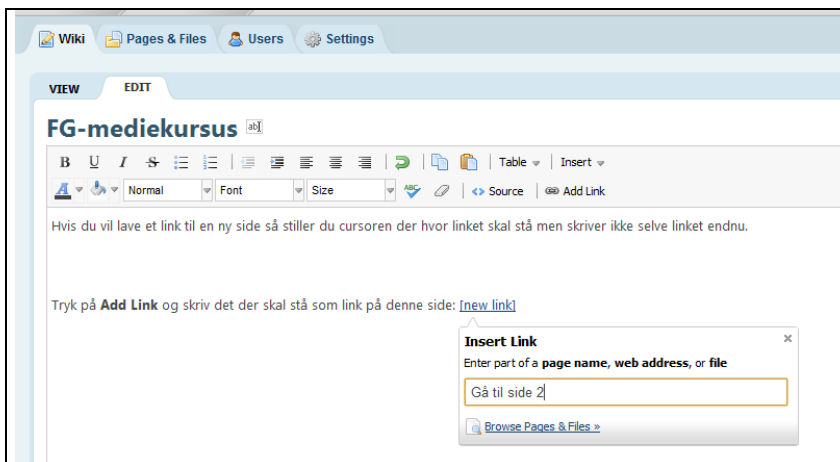 Wiki Pages & Files Users Settings
VIEW EDIT
FG-mediekursus ab
B U I S Table Insert
A Normal Font Size ABC <> Source Add Link
Hvis du vil lave et link til en ny side så stiller du cursoren der hvor linket skal stå men skriver ikke selve linket endnu.
Tryk på Add Link og skriv det der skal stå som link på denne side: [new link]
Insert Link ×
Enter part of a page name, web address, or file
Gå til side 2
Browse Pages & Files »